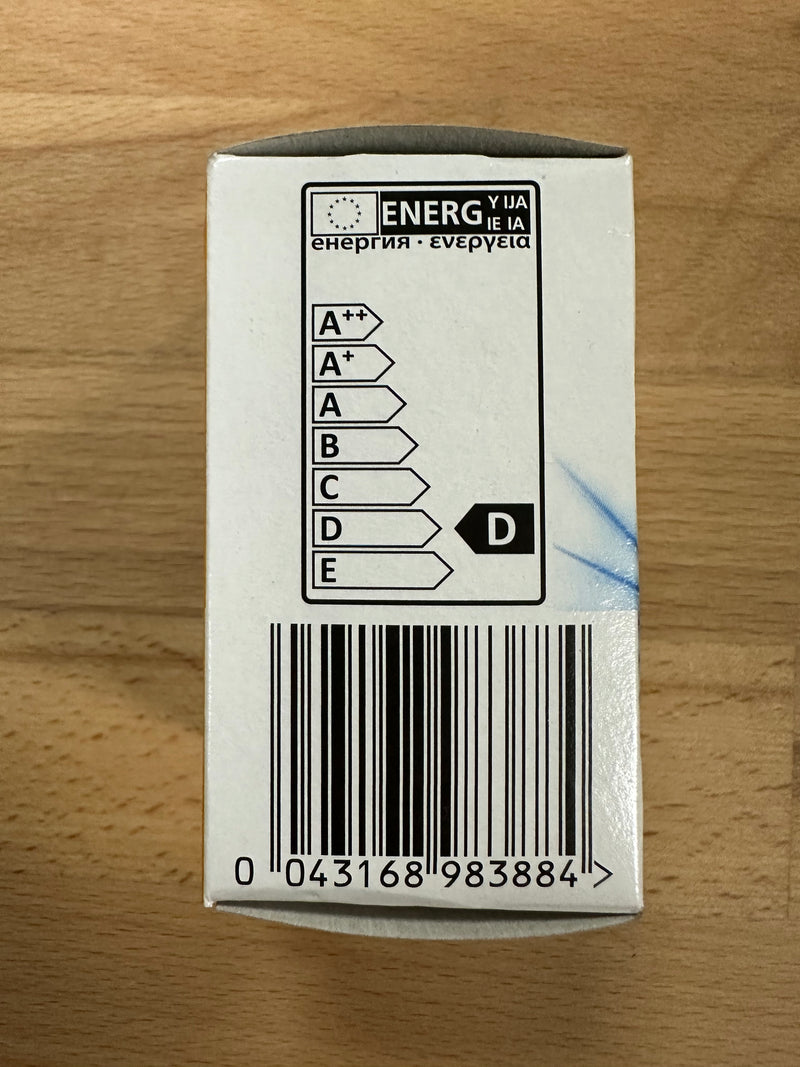 ENERG Y IJA
IE IA
енергия · ενεργεια
A++
A+
A
B
C
D
D
E
0 043168 983884 >